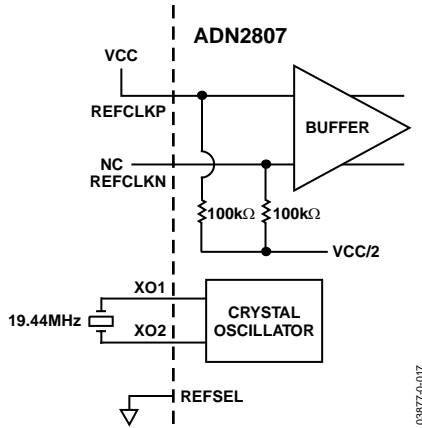 ADN2807
VCC
REFCLKP
BUFFER
NC
REFCLKN
100kΩ 100kΩ
VCC/2
XO1
19.44MHz
CRYSTAL
OSCILLATOR
XO2
REFSEL
03877-0-017